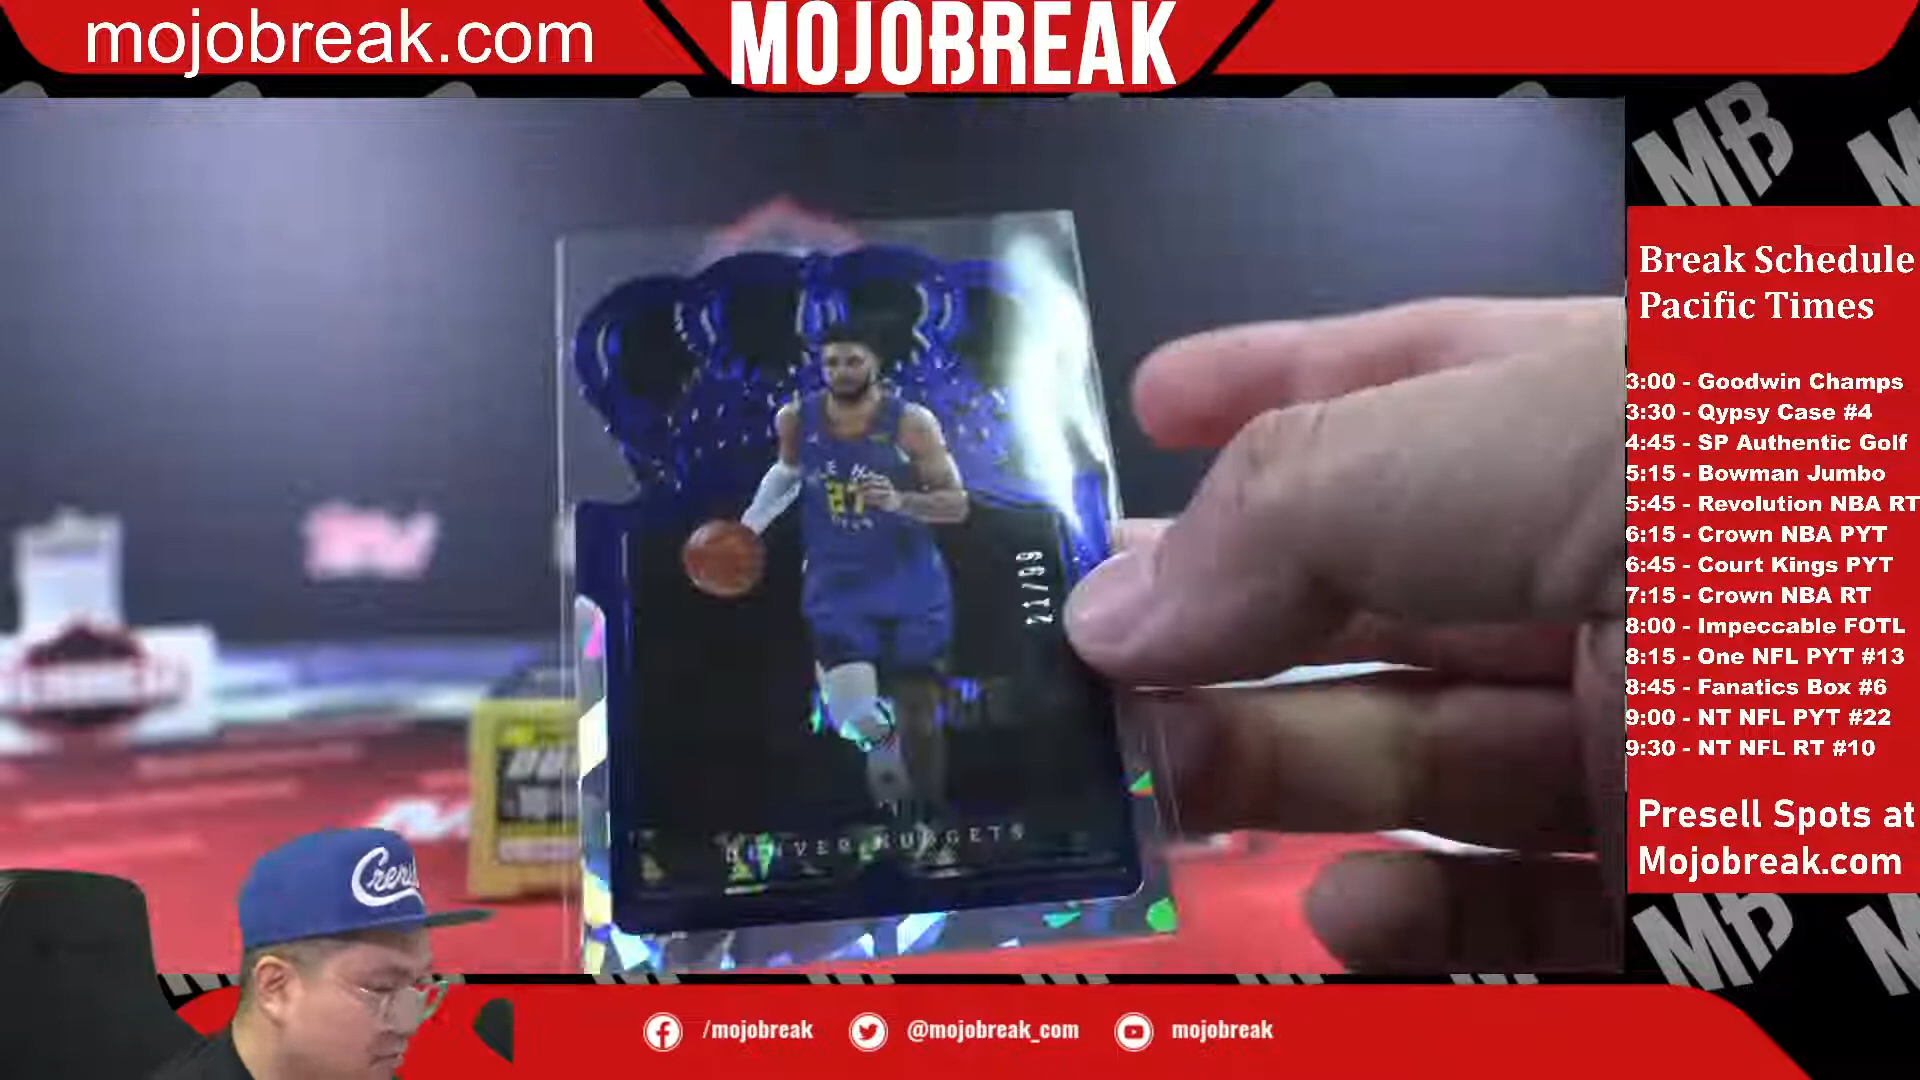 mojobreak.com
MOJOBREAK
MB
Break Schedule
Pacific Times
3:00 - Goodwin Champs
3:30 - Qypsy Case #4
4:45 - SP Authentic Golf
5:15 - Bowman Jumbo
5:45 - Revolution NBA RT
6:15 - Crown NBA PYT
6:45 - Court Kings PYT
7:15 - Crown NBA RT
8:00 - Impeccable FOTL
8:15 - One NFL PYT #13
8:45 - Fanatics Box #6
9:00 - NT NFL PYT #22
9:30 - NT NFL RT #10
Presell Spots at
Mojobreak.com
MB
27
21/99
DENVER NUGGETS
/mojobreak
@mojobreak_com
mojobreak